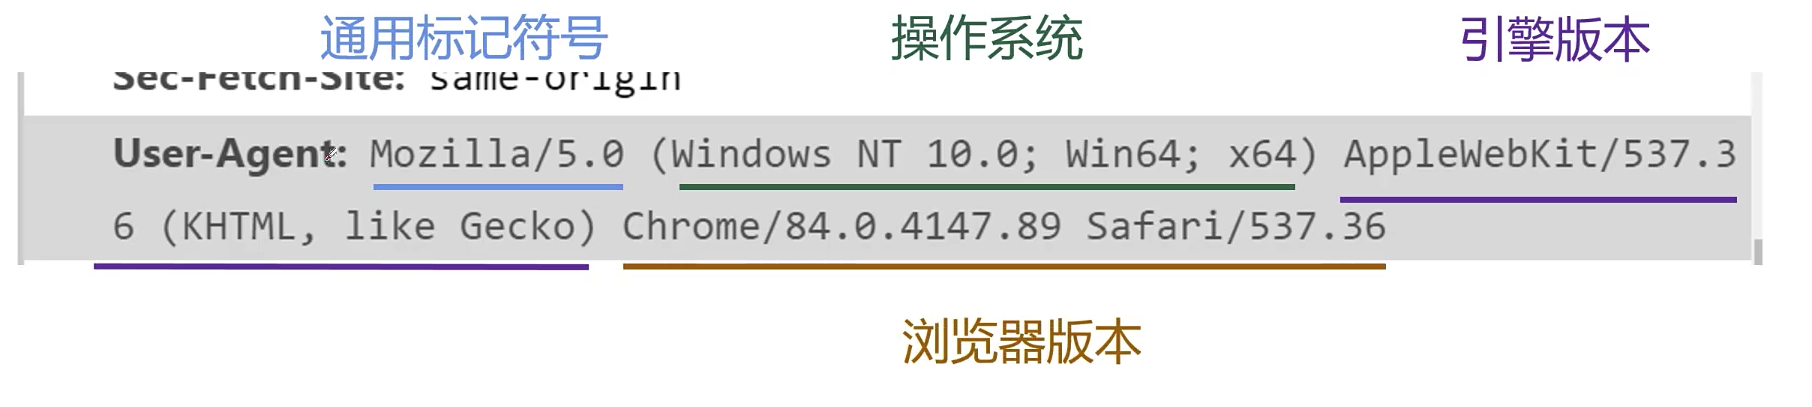 通用标记符号 操作系统 引擎版本
Sec-Fetch-Site: same-origin
User-Agent: Mozilla/5.0 (Windows NT 10.0; Win64; x64) AppleWebKit/537.3
6 (KHTML, like Gecko) Chrome/84.0.4147.89 Safari/537.36
浏览器版本